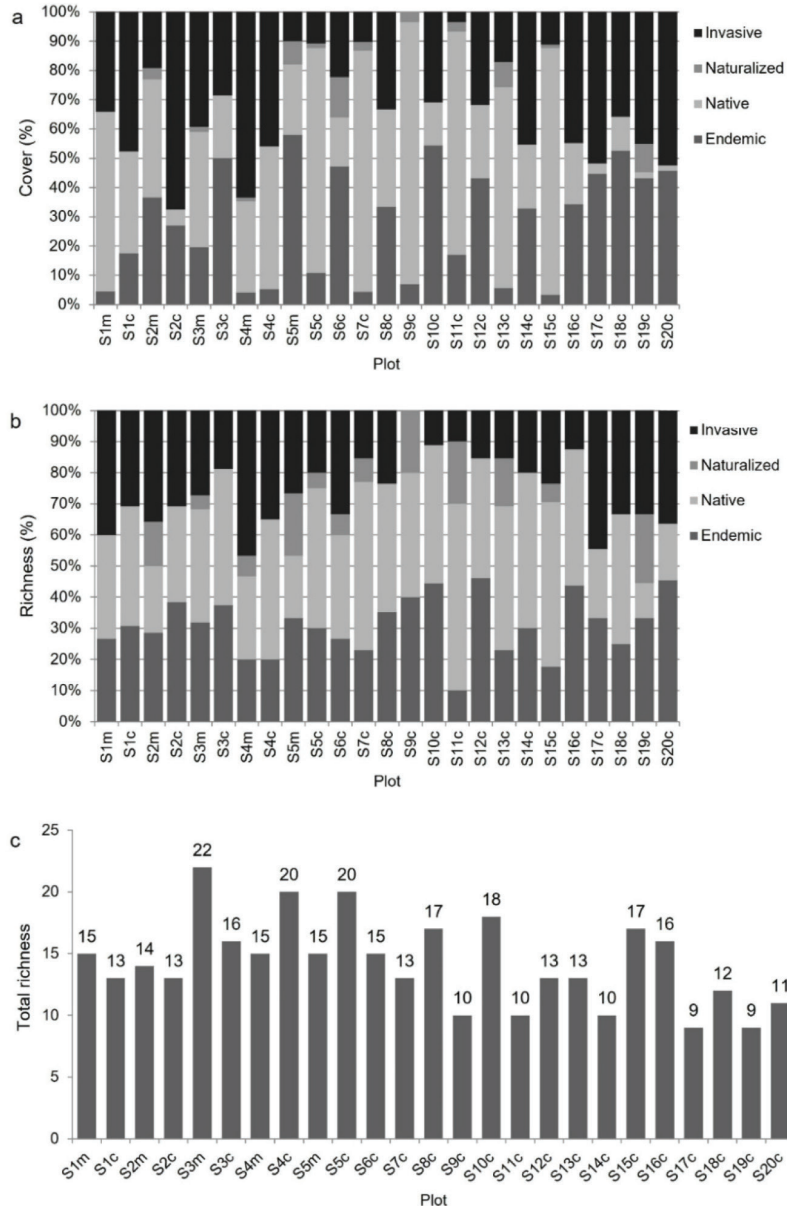 a
100%
90%
80%
70%
60%
50%
40%
30%
20%
10%
0%
Cover (%)
Invasive
Naturalized
Native
Endemic
S1m S1c S2m S2c S3m S3c S4m S4c S5m S5c S6c S7c S8c S9c S10c S11c S12c S13c S14c S15c S16c S17c S18c S19c S20c
Plot
b
100%
90%
80%
70%
60%
50%
40%
30%
20%
10%
0%
Richness (%)
Invasive
Naturalized
Native
Endemic
S1m S1c S2m S2c S3m S3c S4m S4c S5m S5c S6c S7c S8c S9c S10c S11c S12c S13c S14c S15c S16c S17c S18c S19c S20c
Plot
c
25
20
15
10
5
0
Total richness
15 13 14 13 22 16 15 20 15 20 15 13 17 10 18 10 13 13 10 17 16 9 12 9 11
S1m S1c S2m S2c S3m S3c S4m S4c S5m S5c S6c S7c S8c S9c S10c S11c S12c S13c S14c S15c S16c S17c S18c S19c S20c
Plot